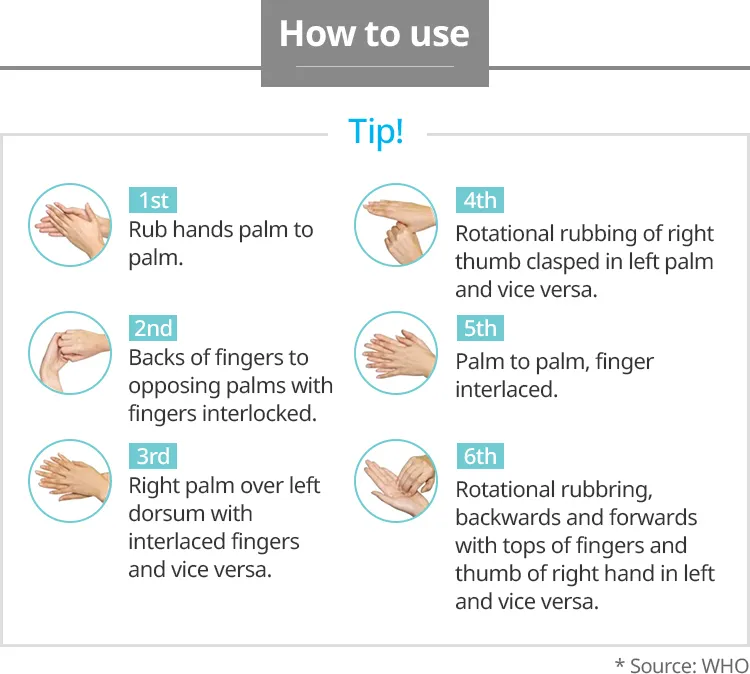 How to use
Tip!
1st
Rub hands palm to
palm.
2nd
Backs of fingers to
opposing palms with
fingers interlocked.
3rd
Right palm over left
dorsum with
interlaced fingers
and vice versa.
4th
Rotational rubbing of right
thumb clasped in left palm
and vice versa.
5th
Palm to palm, finger
interlaced.
6th
Rotational rubbring,
backwards and forwards
with tops of fingers and
thumb of right hand in left
and vice versa.
* Source: WHO